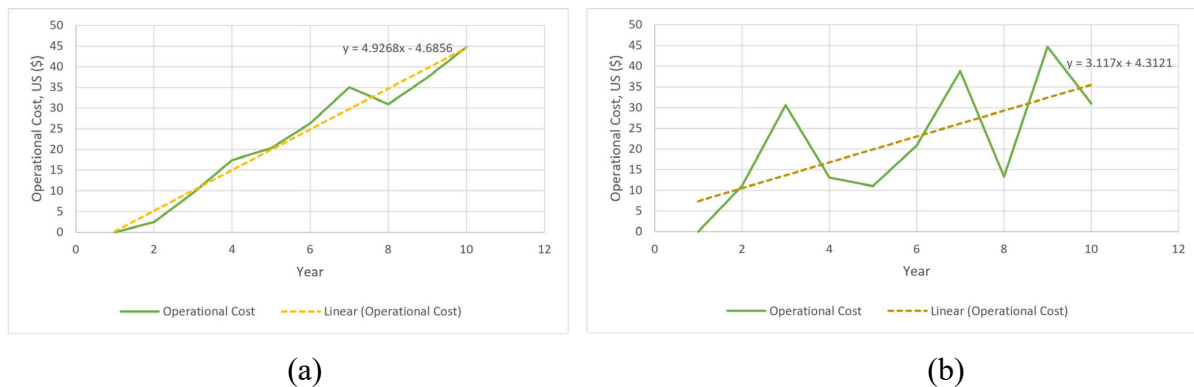 50
45
40
35
30
25
20
15
10
5
0
Operational Cost, US ($)
y = 4.9268x - 4.6856
0 2 4 6 8 10 12
Year
Operational Cost Linear (Operational Cost)
(a)
50
45
40
35
30
25
20
15
10
5
0
Operational Cost, US ($)
y = 3.117x + 4.3121
0 2 4 6 8 10 12
Year
Operational Cost Linear (Operational Cost)
(b)